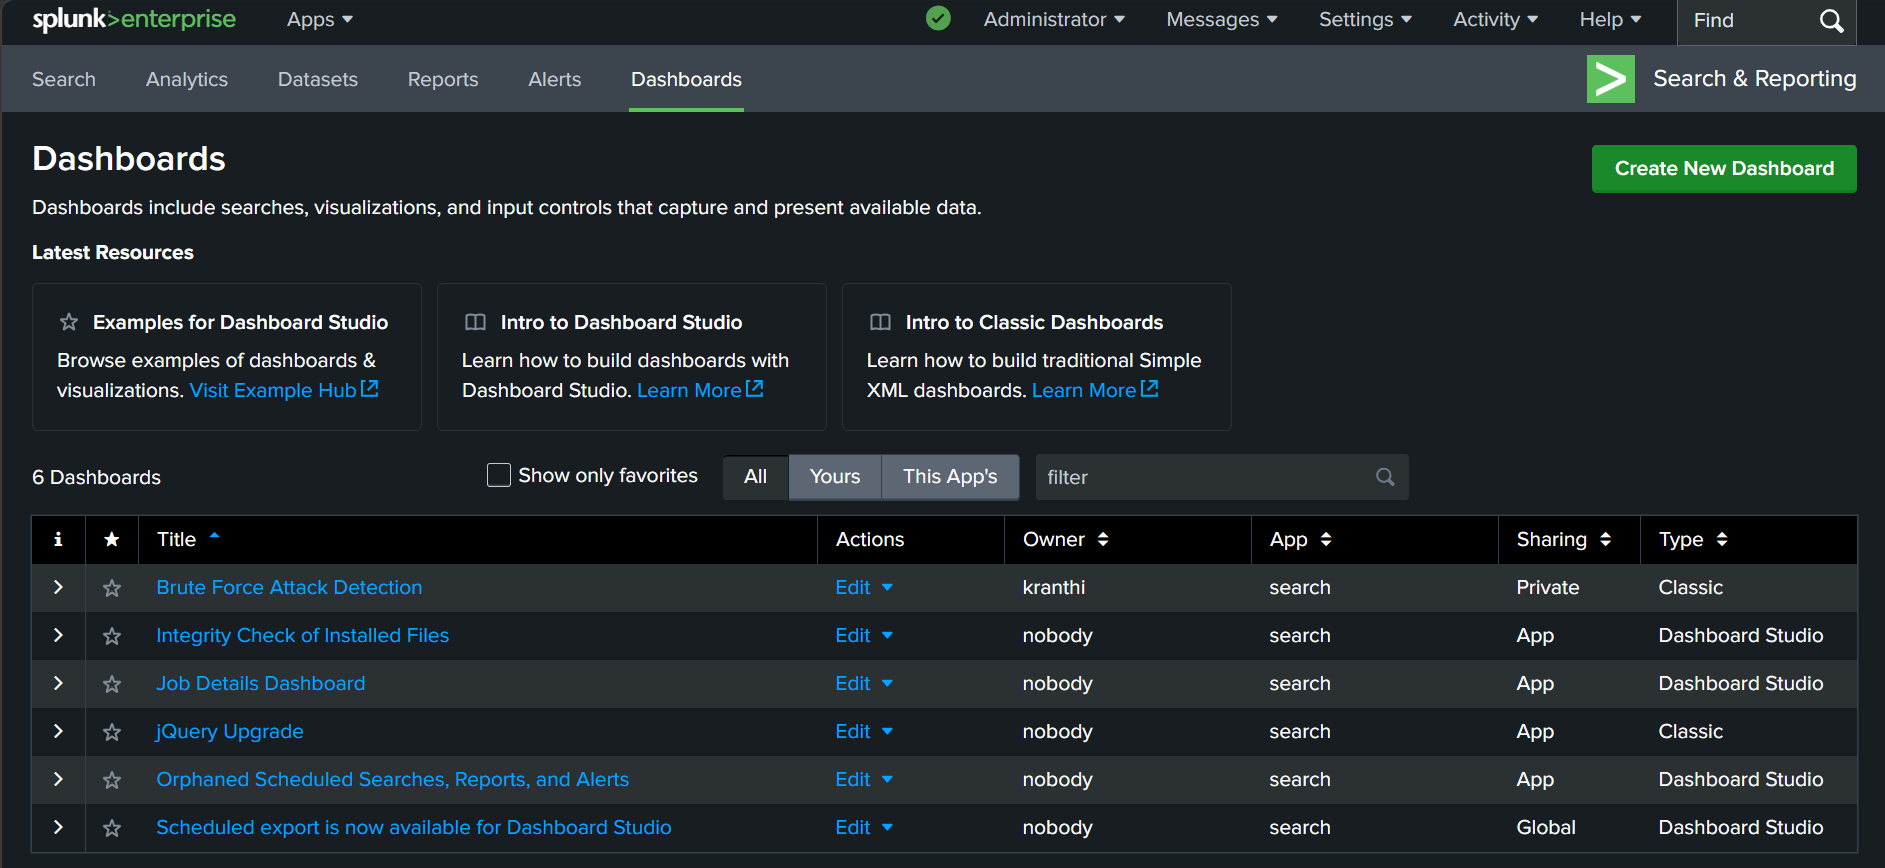 splunk>enterprise Apps Administrator Messages Settings Activity Help Find
Search Analytics Datasets Reports Alerts Dashboards Search & Reporting
Dashboards
Create New Dashboard
Dashboards include searches, visualizations, and input controls that capture and present available data.
Latest Resources
Examples for Dashboard Studio
Browse examples of dashboards &
visualizations. Visit Example Hub
Intro to Dashboard Studio
Learn how to build dashboards with
Dashboard Studio. Learn More
Intro to Classic Dashboards
Learn how to build traditional Simple
XML dashboards. Learn More
6 Dashboards Show only favorites All Yours This App's filter
i Title Actions Owner App Sharing Type
Brute Force Attack Detection Edit kranthi search Private Classic
Integrity Check of Installed Files Edit nobody search App Dashboard Studio
Job Details Dashboard Edit nobody search App Dashboard Studio
jQuery Upgrade Edit nobody search App Classic
Orphaned Scheduled Searches, Reports, and Alerts Edit nobody search App Dashboard Studio
Scheduled export is now available for Dashboard Studio Edit nobody search Global Dashboard Studio